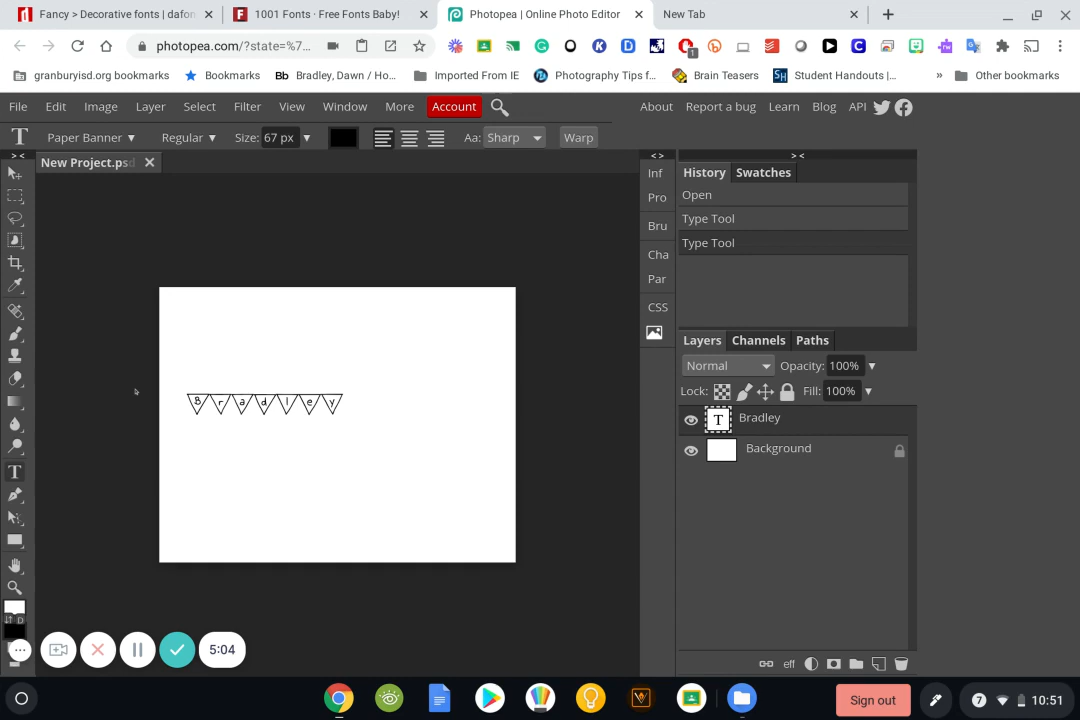 Fancy > Decorative fonts | dafon
1001 Fonts · Free Fonts Baby!
Photopea | Online Photo Editor
New Tab
photopea.com/?state=%7...
granburyisd.org bookmarks
Bookmarks
Bb Bradley, Dawn / Ho...
Imported From IE
Photography Tips f...
Brain Teasers
SH Student Handouts |...
»
Other bookmarks
File Edit Image Layer Select Filter View Window More Account
About Report a bug Learn Blog API
T Paper Banner Regular Size: 67 px Aa: Sharp Warp
New Project.psd
Inf
Pro
Bru
Cha
Par
CSS
History Swatches
Open
Type Tool
Type Tool
Bradley
Layers Channels Paths
Normal Opacity: 100%
Lock: Fill: 100%
T Bradley
Background
eff
5:04
Sign out
7 10:51